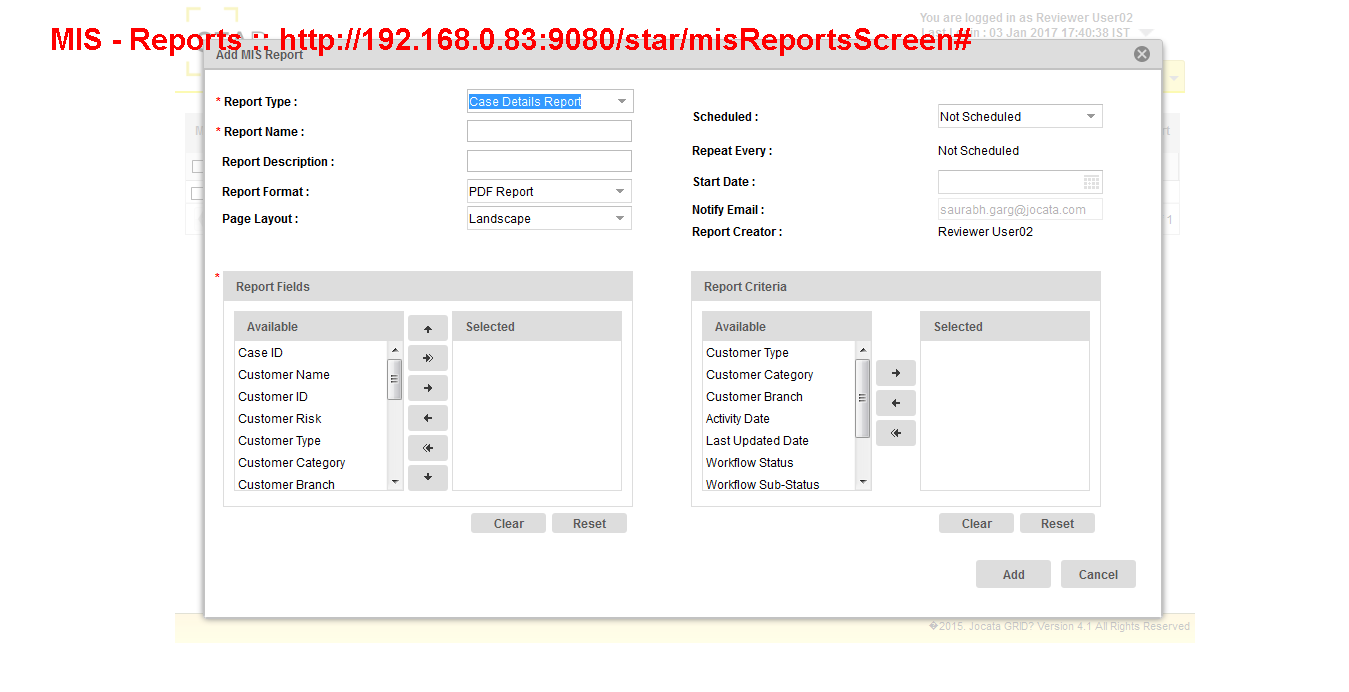 You are logged in as Reviewer User02
MIS - Reports :: http://192.168.0.83:9080/star/misReportsScreen#
: 03 Jan 2017 17:40:38 IST
Add MIS Report
* Report Type :
Case Details Report
* Report Name :
Report Description :
Report Format :
PDF Report
Page Layout :
Landscape
Scheduled :
Not Scheduled
Repeat Every :
Not Scheduled
Start Date :
Notify Email :
saurabh.garg@jocata.com
Report Creator :
Reviewer User02
*
Report Fields
Available
Selected
Case ID
Customer Name
Customer ID
Customer Risk
Customer Type
Customer Category
Customer Branch
Clear
Reset
Report Criteria
Available
Selected
Customer Type
Customer Category
Customer Branch
Activity Date
Last Updated Date
Workflow Status
Workflow Sub-Status
Clear
Reset
Add
Cancel
1
�2015. Jocata GRID? Version 4.1 All Rights Reserved